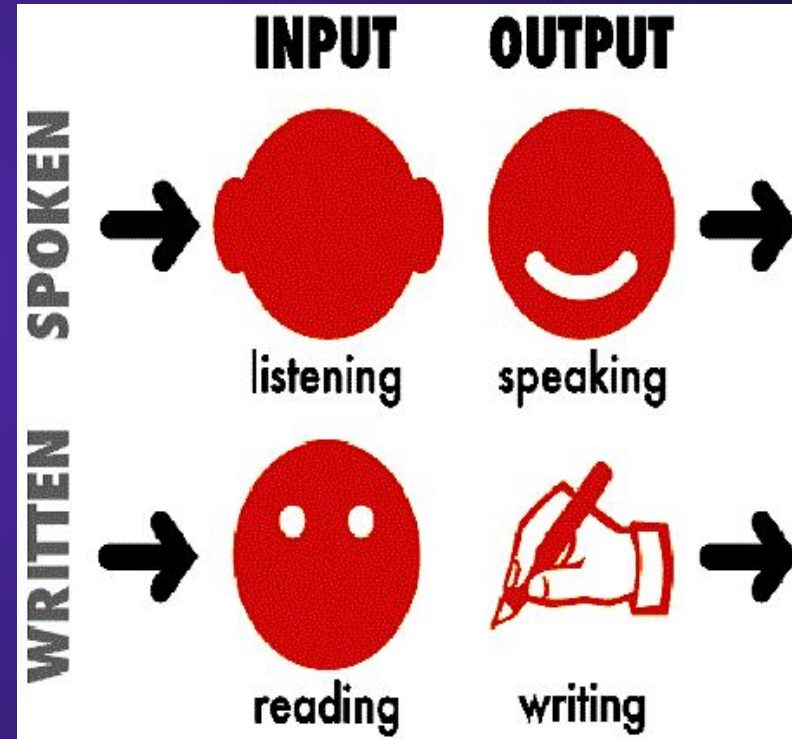 INPUT OUTPUT
SPOKEN
listening speaking
WRITTEN
reading writing